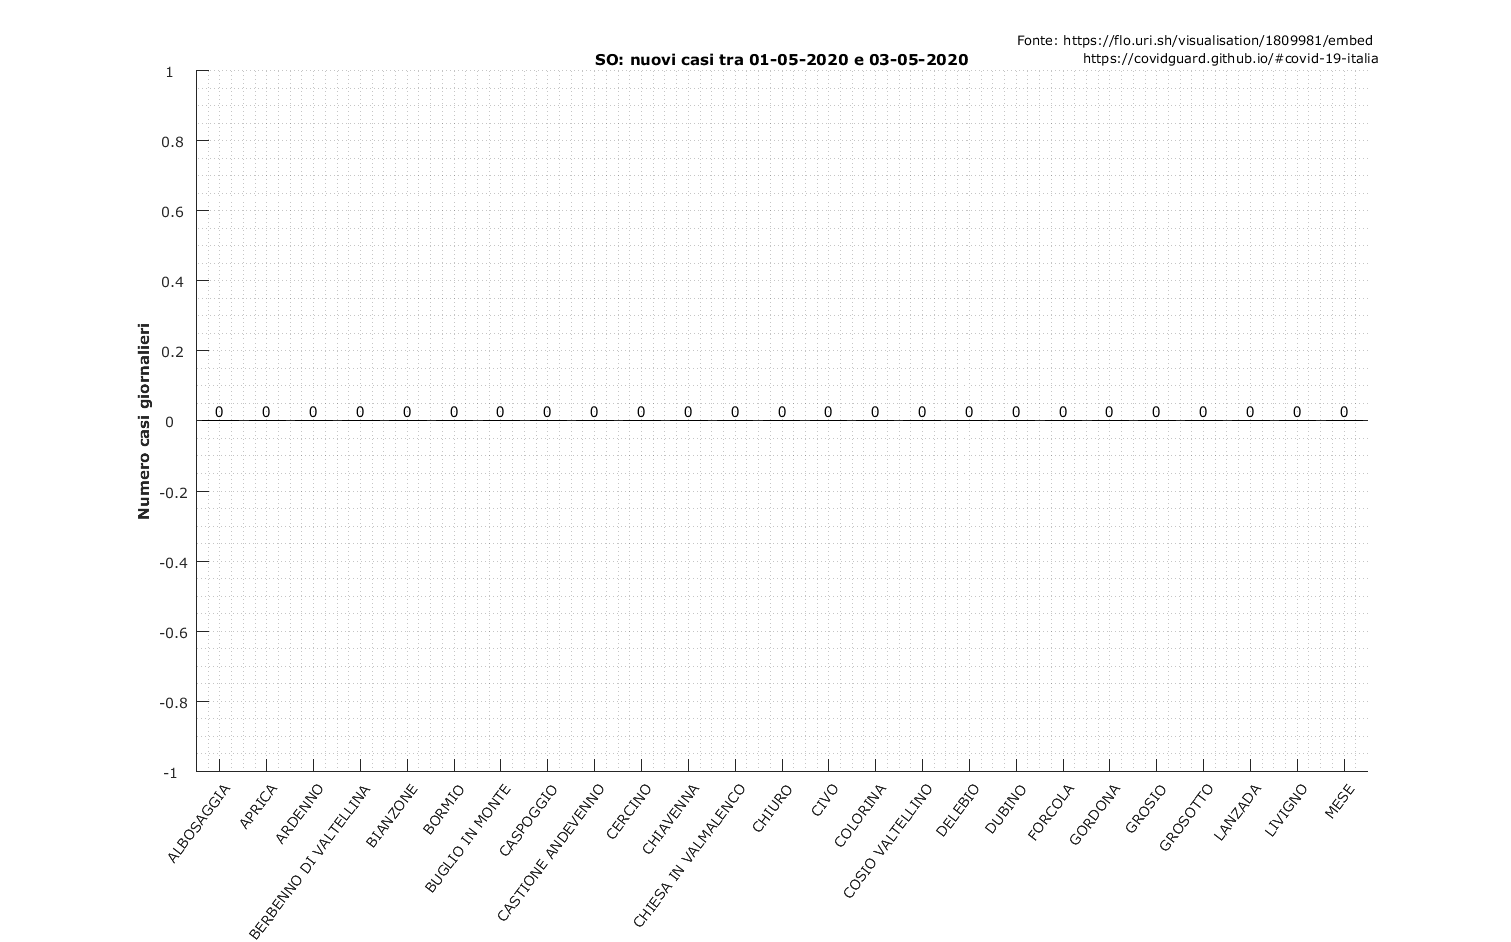 Fonte: https://flo.uri.sh/visualisation/1809981/embed
https://covidguard.github.io/#covid-19-italia
SO: nuovi casi tra 01-05-2020 e 03-05-2020
Numero casi giornalieri
1
0.8
0.6
0.4
0.2
0
-0.2
-0.4
-0.6
-0.8
-1
0 0 0 0 0 0 0 0 0 0 0 0 0 0 0 0 0 0 0 0 0 0 0 0 0
ALBOSAGGIA
APRICA
ARDENNO
BERBENNO DI VALTELLINA
BIANZONE
BORMIO
BUGLIO IN MONTE
CASPOGGIO
CASTIONE ANDEVENNO
CERCINO
CHIAVENNA
CHIESA IN VALMALENCO
CHIURO
CIVO
COLORINA
COSIO VALTELLINO
DELEBIO
DUBINO
FORCOLA
GORDONA
GROSIO
GROSOTTO
LANZADA
LIVIGNO
MESE